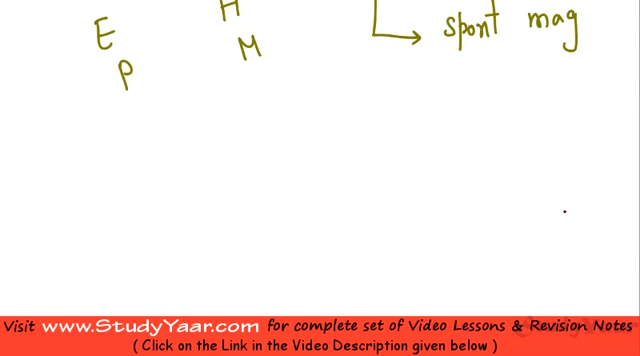 H
E
spont mag
M
P
Visit www.StudyYaar.com for complete set of Video Lessons & Revision Notes
( Click on the Link in the Video Description given below )